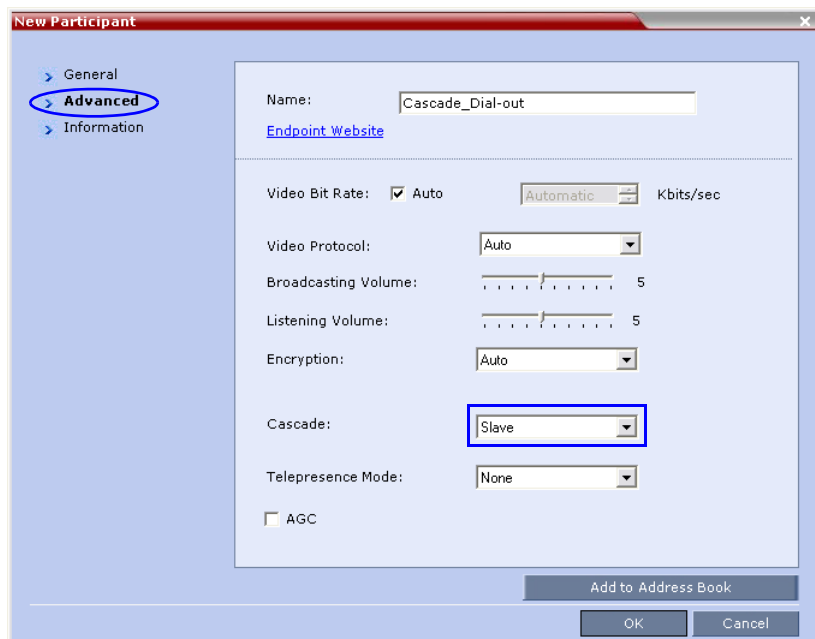 New Participant
General
Advanced
Information
Name: Cascade_Dial-out
Endpoint Website
Video Bit Rate: Auto Automatic Kbits/sec
Video Protocol: Auto
Broadcasting Volume: 5
Listening Volume: 5
Encryption: Auto
Cascade: Slave
Telepresence Mode: None
AGC
Add to Address Book
OK Cancel